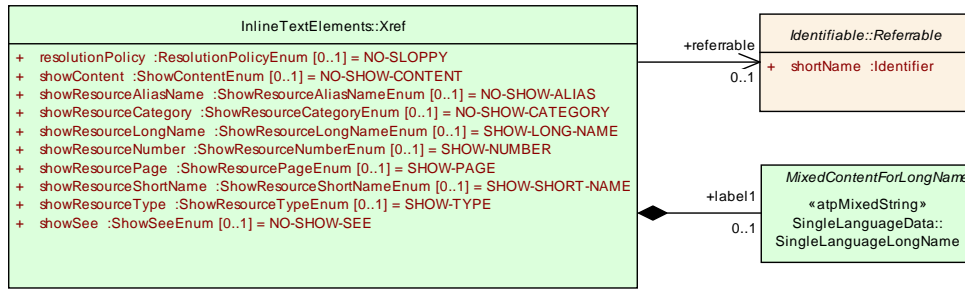 InlineTextElements::Xref
+ resolutionPolicy :ResolutionPolicyEnum [0..1] = NO-SLOPPY
+ showContent :ShowContentEnum [0..1] = NO-SHOW-CONTENT
+ showResourceAliasName :ShowResourceAliasNameEnum [0..1] = NO-SHOW-ALIAS
+ showResourceCategory :ShowResourceCategoryEnum [0..1] = NO-SHOW-CATEGORY
+ showResourceLongName :ShowResourceLongNameEnum [0..1] = SHOW-LONG-NAME
+ showResourceNumber :ShowResourceNumberEnum [0..1] = SHOW-NUMBER
+ showResourcePage :ShowResourcePageEnum [0..1] = SHOW-PAGE
+ showResourceShortName :ShowResourceShortNameEnum [0..1] = SHOW-SHORT-NAME
+ showResourceType :ShowResourceTypeEnum [0..1] = SHOW-TYPE
+ showSee :ShowSeeEnum [0..1] = NO-SHOW-SEE
+referrable
0..1
Identifiable::Referrable
+ shortName :Identifier
+label1
0..1
MixedContentForLongName
«atpMixedString»
SingleLanguageData::
SingleLanguageLongName